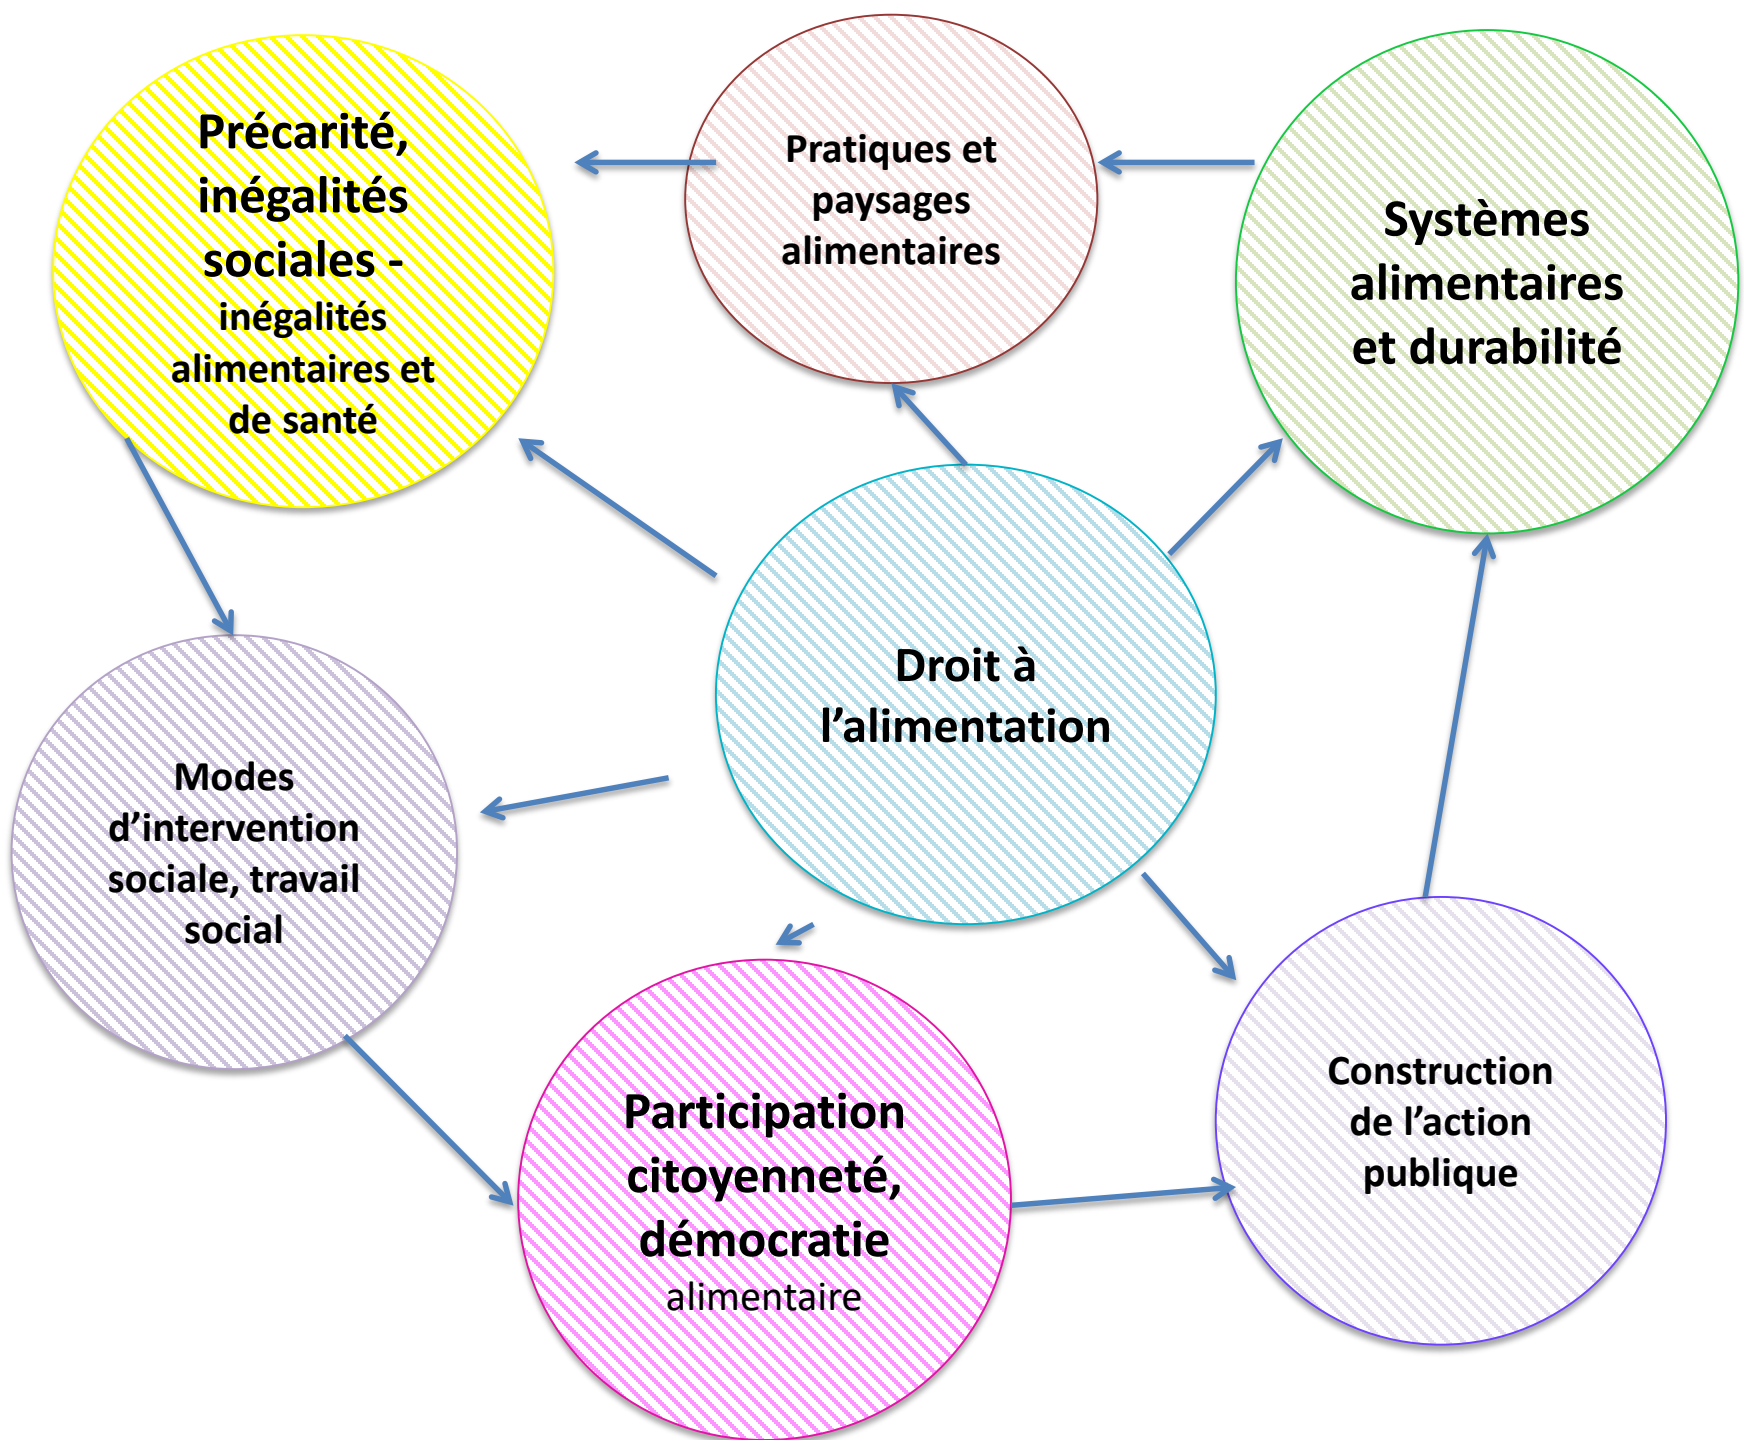 Précarité,
inégalités
sociales -
inégalités
alimentaires et
de santé
Pratiques et
paysages
alimentaires
Systèmes
alimentaires
et durabilité
Droit à
l’alimentation
Modes
d’intervention
sociale, travail
social
Participation
citoyenneté,
démocratie
alimentaire
Construction
de l’action
publique